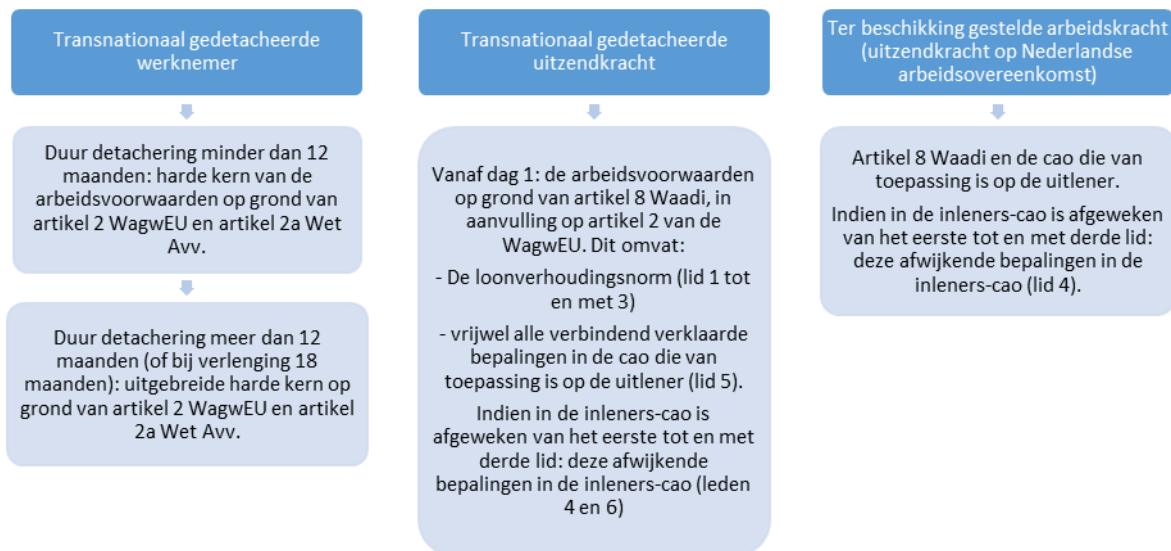 Transnationaal gedetacheerde
werknemer
Duur detachering minder dan 12
maanden: harde kern van de
arbeidsvoorwaarden op grond van
artikel 2 WagwEU en artikel 2a Wet
Avv.
Duur detachering meer dan 12
maanden (of bij verlenging 18
maanden): uitgebreide harde kern op
grond van artikel 2 WagwEU en artikel
2a Wet Avv.
Transnationaal gedetacheerde
uitzendkracht
Vanaf dag 1: de arbeidsvoorwaarden
op grond van artikel 8 Waadi, in
aanvulling op artikel 2 van de
WagwEU. Dit omvat:
- De loonverhoudingsnorm (lid 1 tot
en met 3)
- vrijwel alle verbindend verklaarde
bepalingen in de cao die van
toepassing is op de uitlener (lid 5).
Indien in de inleners-cao is
afgeweken van het eerste tot en met
derde lid: deze afwijkende
bepalingen in de inleners-cao (leden
4 en 6)
Ter beschikking gestelde arbeidskracht
(uitzendkracht op Nederlandse
arbeidsovereenkomst)
Artikel 8 Waadi en de cao die van
toepassing is op de uitlener.
Indien in de inleners-cao is afgeweken
van het eerste tot en met derde lid:
deze afwijkende bepalingen in de
inleners-cao (lid 4).